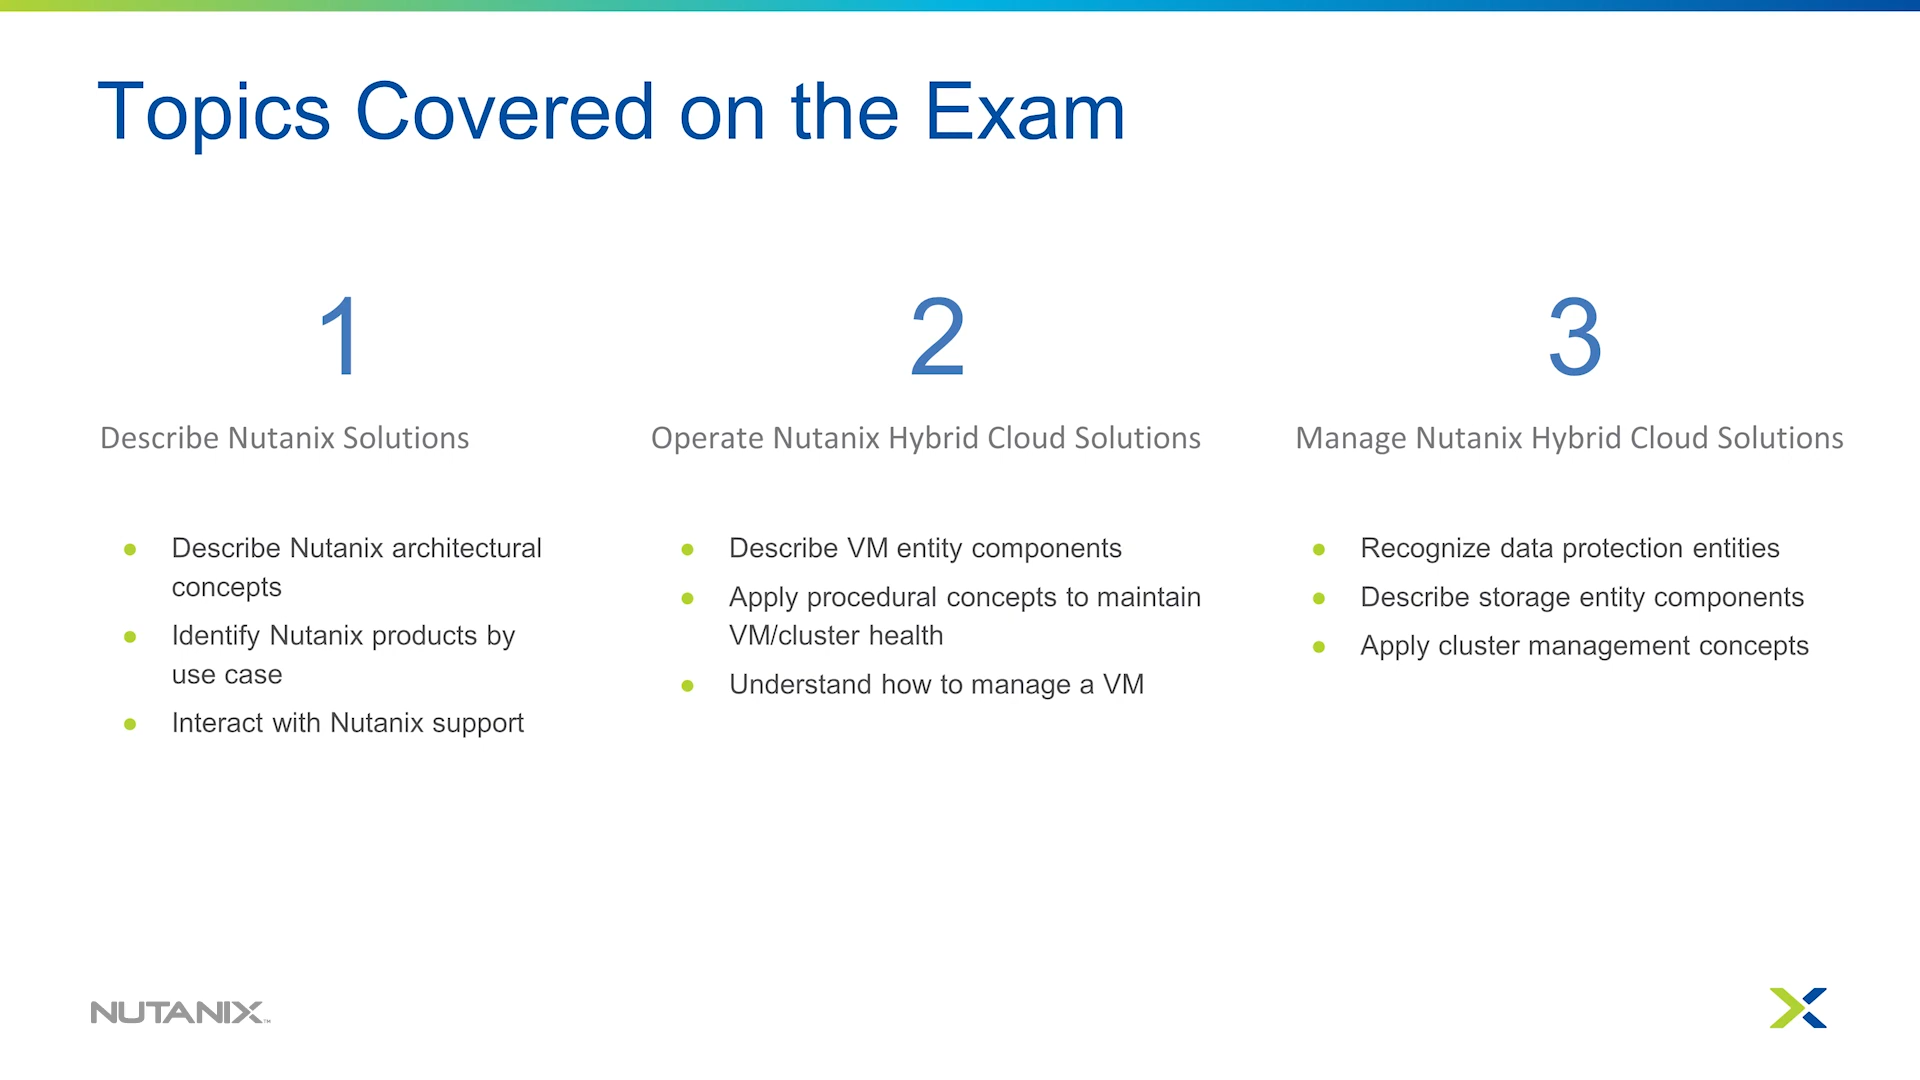 Topics Covered on the Exam
1
Describe Nutanix Solutions
● Describe Nutanix architectural
concepts
● Identify Nutanix products by
use case
● Interact with Nutanix support
2
Operate Nutanix Hybrid Cloud Solutions
● Describe VM entity components
● Apply procedural concepts to maintain
VM/cluster health
● Understand how to manage a VM
3
Manage Nutanix Hybrid Cloud Solutions
● Recognize data protection entities
● Describe storage entity components
● Apply cluster management concepts
NUTANIX™